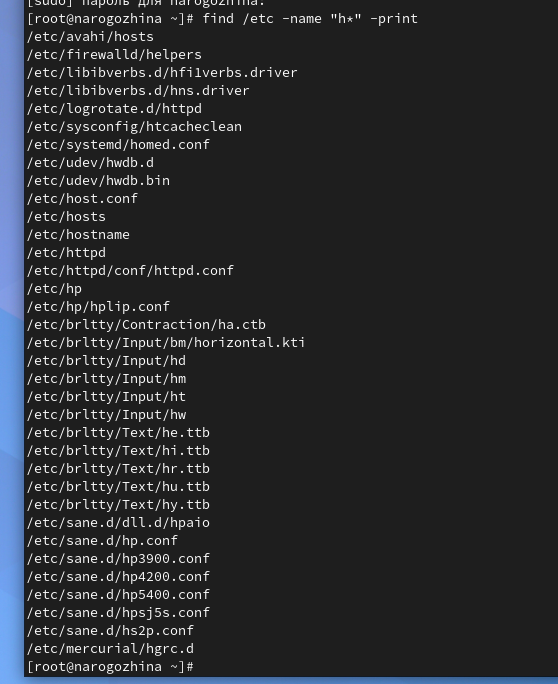 [sudo] пароль для narogozhina:
[root@narogozhina ~]# find /etc -name "h*" -print
/etc/avahi/hosts
/etc/firewalld/helpers
/etc/libibverbs.d/hfi1verbs.driver
/etc/libibverbs.d/hns.driver
/etc/logrotate.d/httpd
/etc/sysconfig/htcacheclean
/etc/systemd/homed.conf
/etc/udev/hwdb.d
/etc/udev/hwdb.bin
/etc/host.conf
/etc/hosts
/etc/hostname
/etc/httpd
/etc/httpd/conf/httpd.conf
/etc/hp
/etc/hp/hplip.conf
/etc/brltty/Contraction/ha.ctb
/etc/brltty/Input/bm/horizontal.kti
/etc/brltty/Input/hd
/etc/brltty/Input/hm
/etc/brltty/Input/ht
/etc/brltty/Input/hw
/etc/brltty/Text/he.ttb
/etc/brltty/Text/hi.ttb
/etc/brltty/Text/hr.ttb
/etc/brltty/Text/hu.ttb
/etc/brltty/Text/hy.ttb
/etc/sane.d/dll.d/hpaio
/etc/sane.d/hp.conf
/etc/sane.d/hp3900.conf
/etc/sane.d/hp4200.conf
/etc/sane.d/hp5400.conf
/etc/sane.d/hpsj5s.conf
/etc/sane.d/hs2p.conf
/etc/mercurial/hgrc.d
[root@narogozhina ~]#